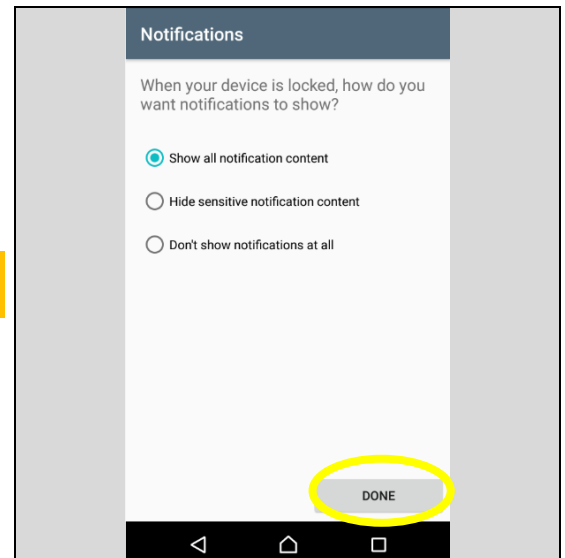 Notifications
When your device is locked, how do you
want notifications to show?
Show all notification content
Hide sensitive notification content
Don't show notifications at all
DONE